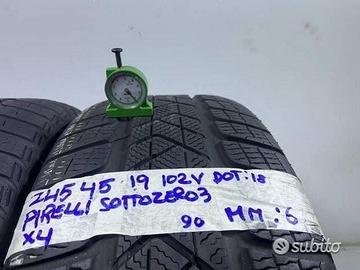 245 45 19 102V DOT:18
PIRELLI SOTTOZERO3
X4
90 MM:6
subito